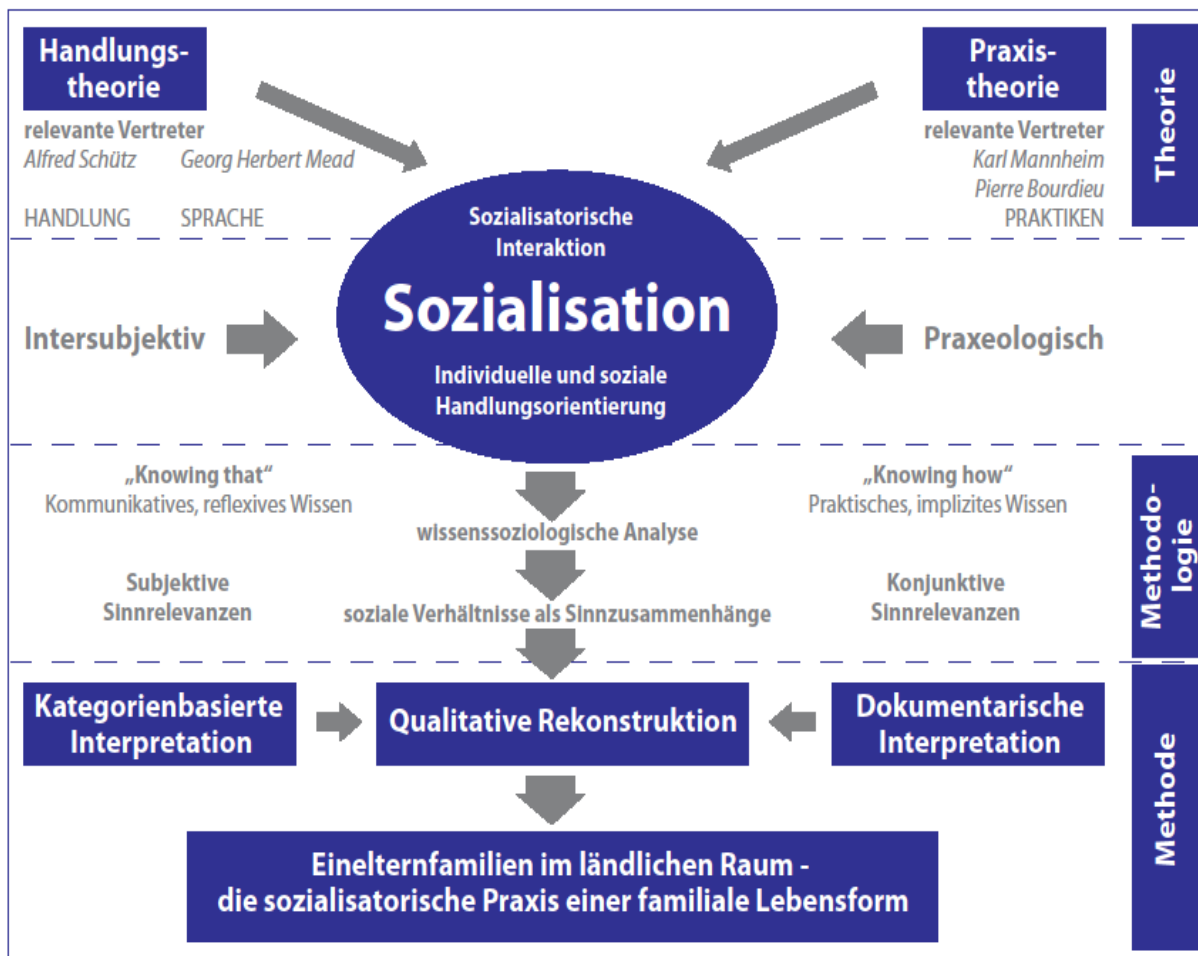 Handlungs-
theorie
relevante Vertreter
Alfred Schütz Georg Herbert Mead
HANDLUNG SPRACHE
Praxis-
theorie
relevante Vertreter
Karl Mannheim
Pierre Bourdieu
PRAKTIKEN
Theorie
Sozialisatorische
Interaktion
Sozialisation
Individuelle und soziale
Handlungsorientierung
Intersubjektiv
Praxeologisch
„Knowing that“
Kommunikatives, reflexives Wissen
„Knowing how“
Praktisches, implizites Wissen
wissenssoziologische Analyse
Subjektive
Sinnrelevanzen
soziale Verhältnisse als Sinnzusammenhänge
Konjunktive
Sinnrelevanzen
Methodo-
logie
Kategorienbasierte
Interpretation
Qualitative Rekonstruktion
Dokumentarische
Interpretation
Methode
Einelternfamilien im ländlichen Raum -
die sozialisatorische Praxis einer familiale Lebensform